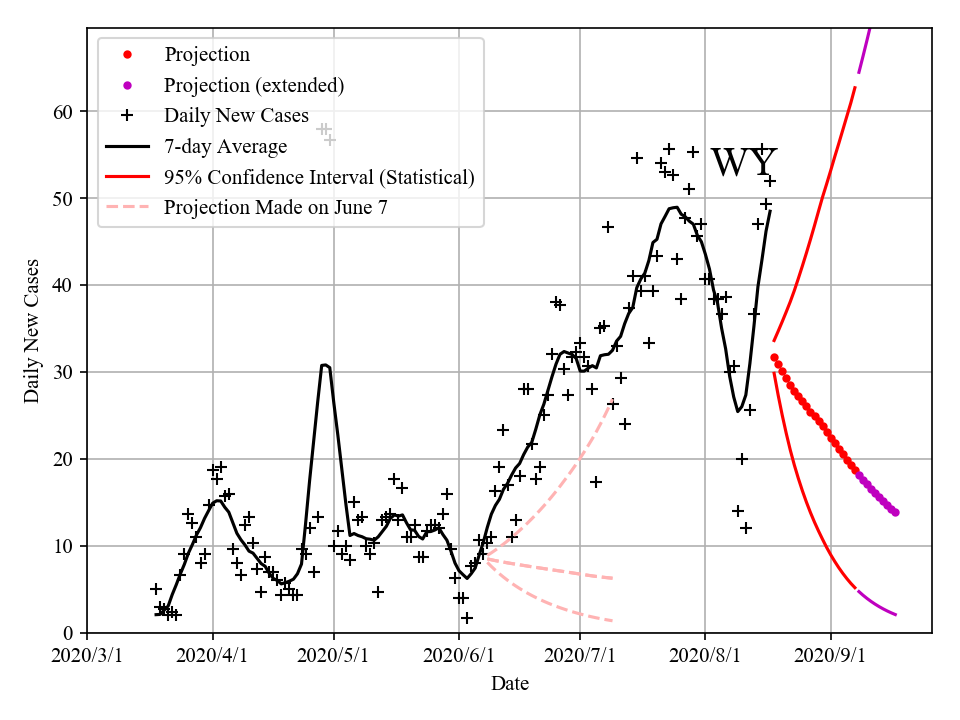 Projection
Projection (extended)
Daily New Cases
7-day Average
95% Confidence Interval (Statistical)
Projection Made on June 7
WY
60
50
40
30
20
10
0
Daily New Cases
2020/3/1 2020/4/1 2020/5/1 2020/6/1 2020/7/1 2020/8/1 2020/9/1
Date